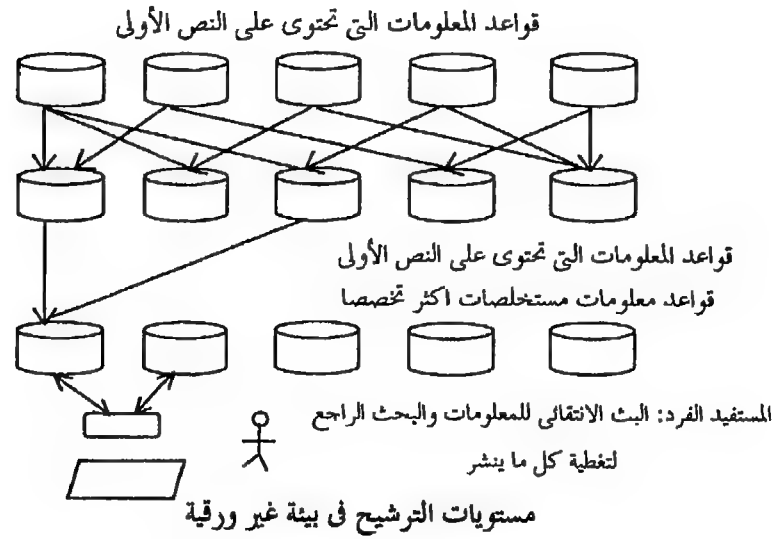 قواعد المعلومات التى تحتوى على النص الأولى
قواعد المعلومات التى تحتوى على النص الأولى
قواعد معلومات مستخلصات اكثر تخصصا
المستفيد الفرد: البث الانتقائى للمعلومات والبحث الراجع
لتغطية كل ما ينشر
مستويات الترشيح فى بيئة غير ورقية